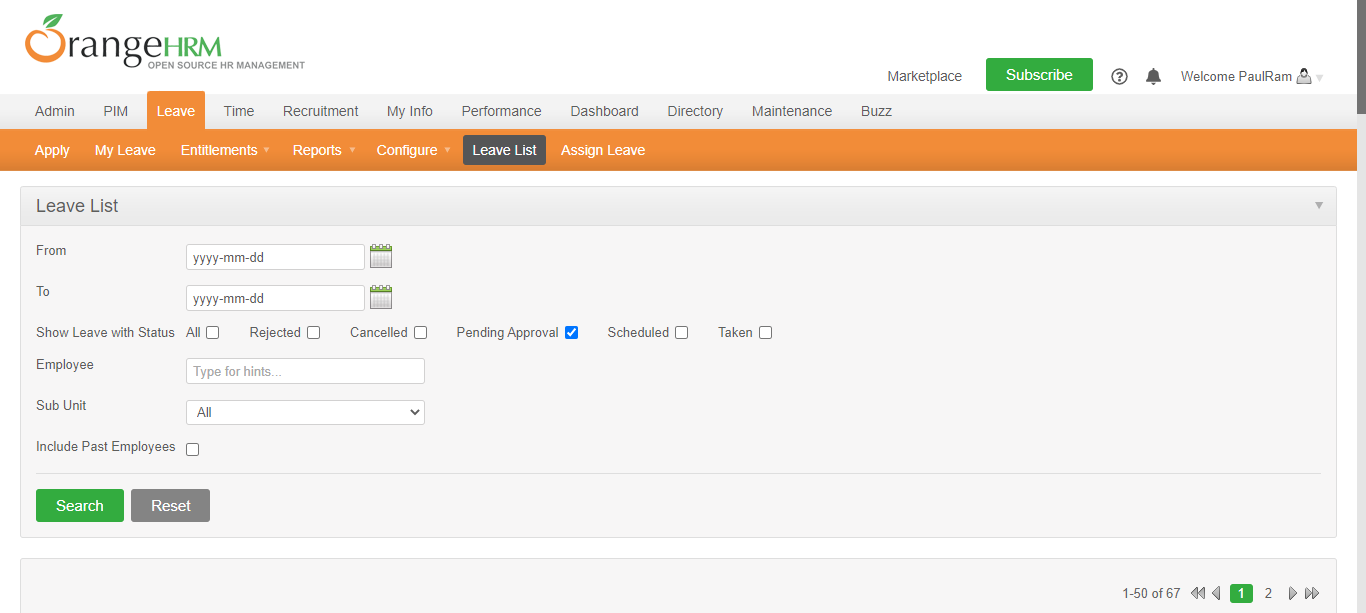 OrangeHRM
OPEN SOURCE HR MANAGEMENT
Marketplace Subscribe Welcome PaulRam
Admin PIM Leave Time Recruitment My Info Performance Dashboard Directory Maintenance Buzz
Apply My Leave Entitlements Reports Configure Leave List Assign Leave
Leave List
From yyyy-mm-dd
To yyyy-mm-dd
Show Leave with Status All Rejected Cancelled Pending Approval Scheduled Taken
Employee Type for hints...
Sub Unit All
Include Past Employees
Search Reset
1-50 of 67 1 2